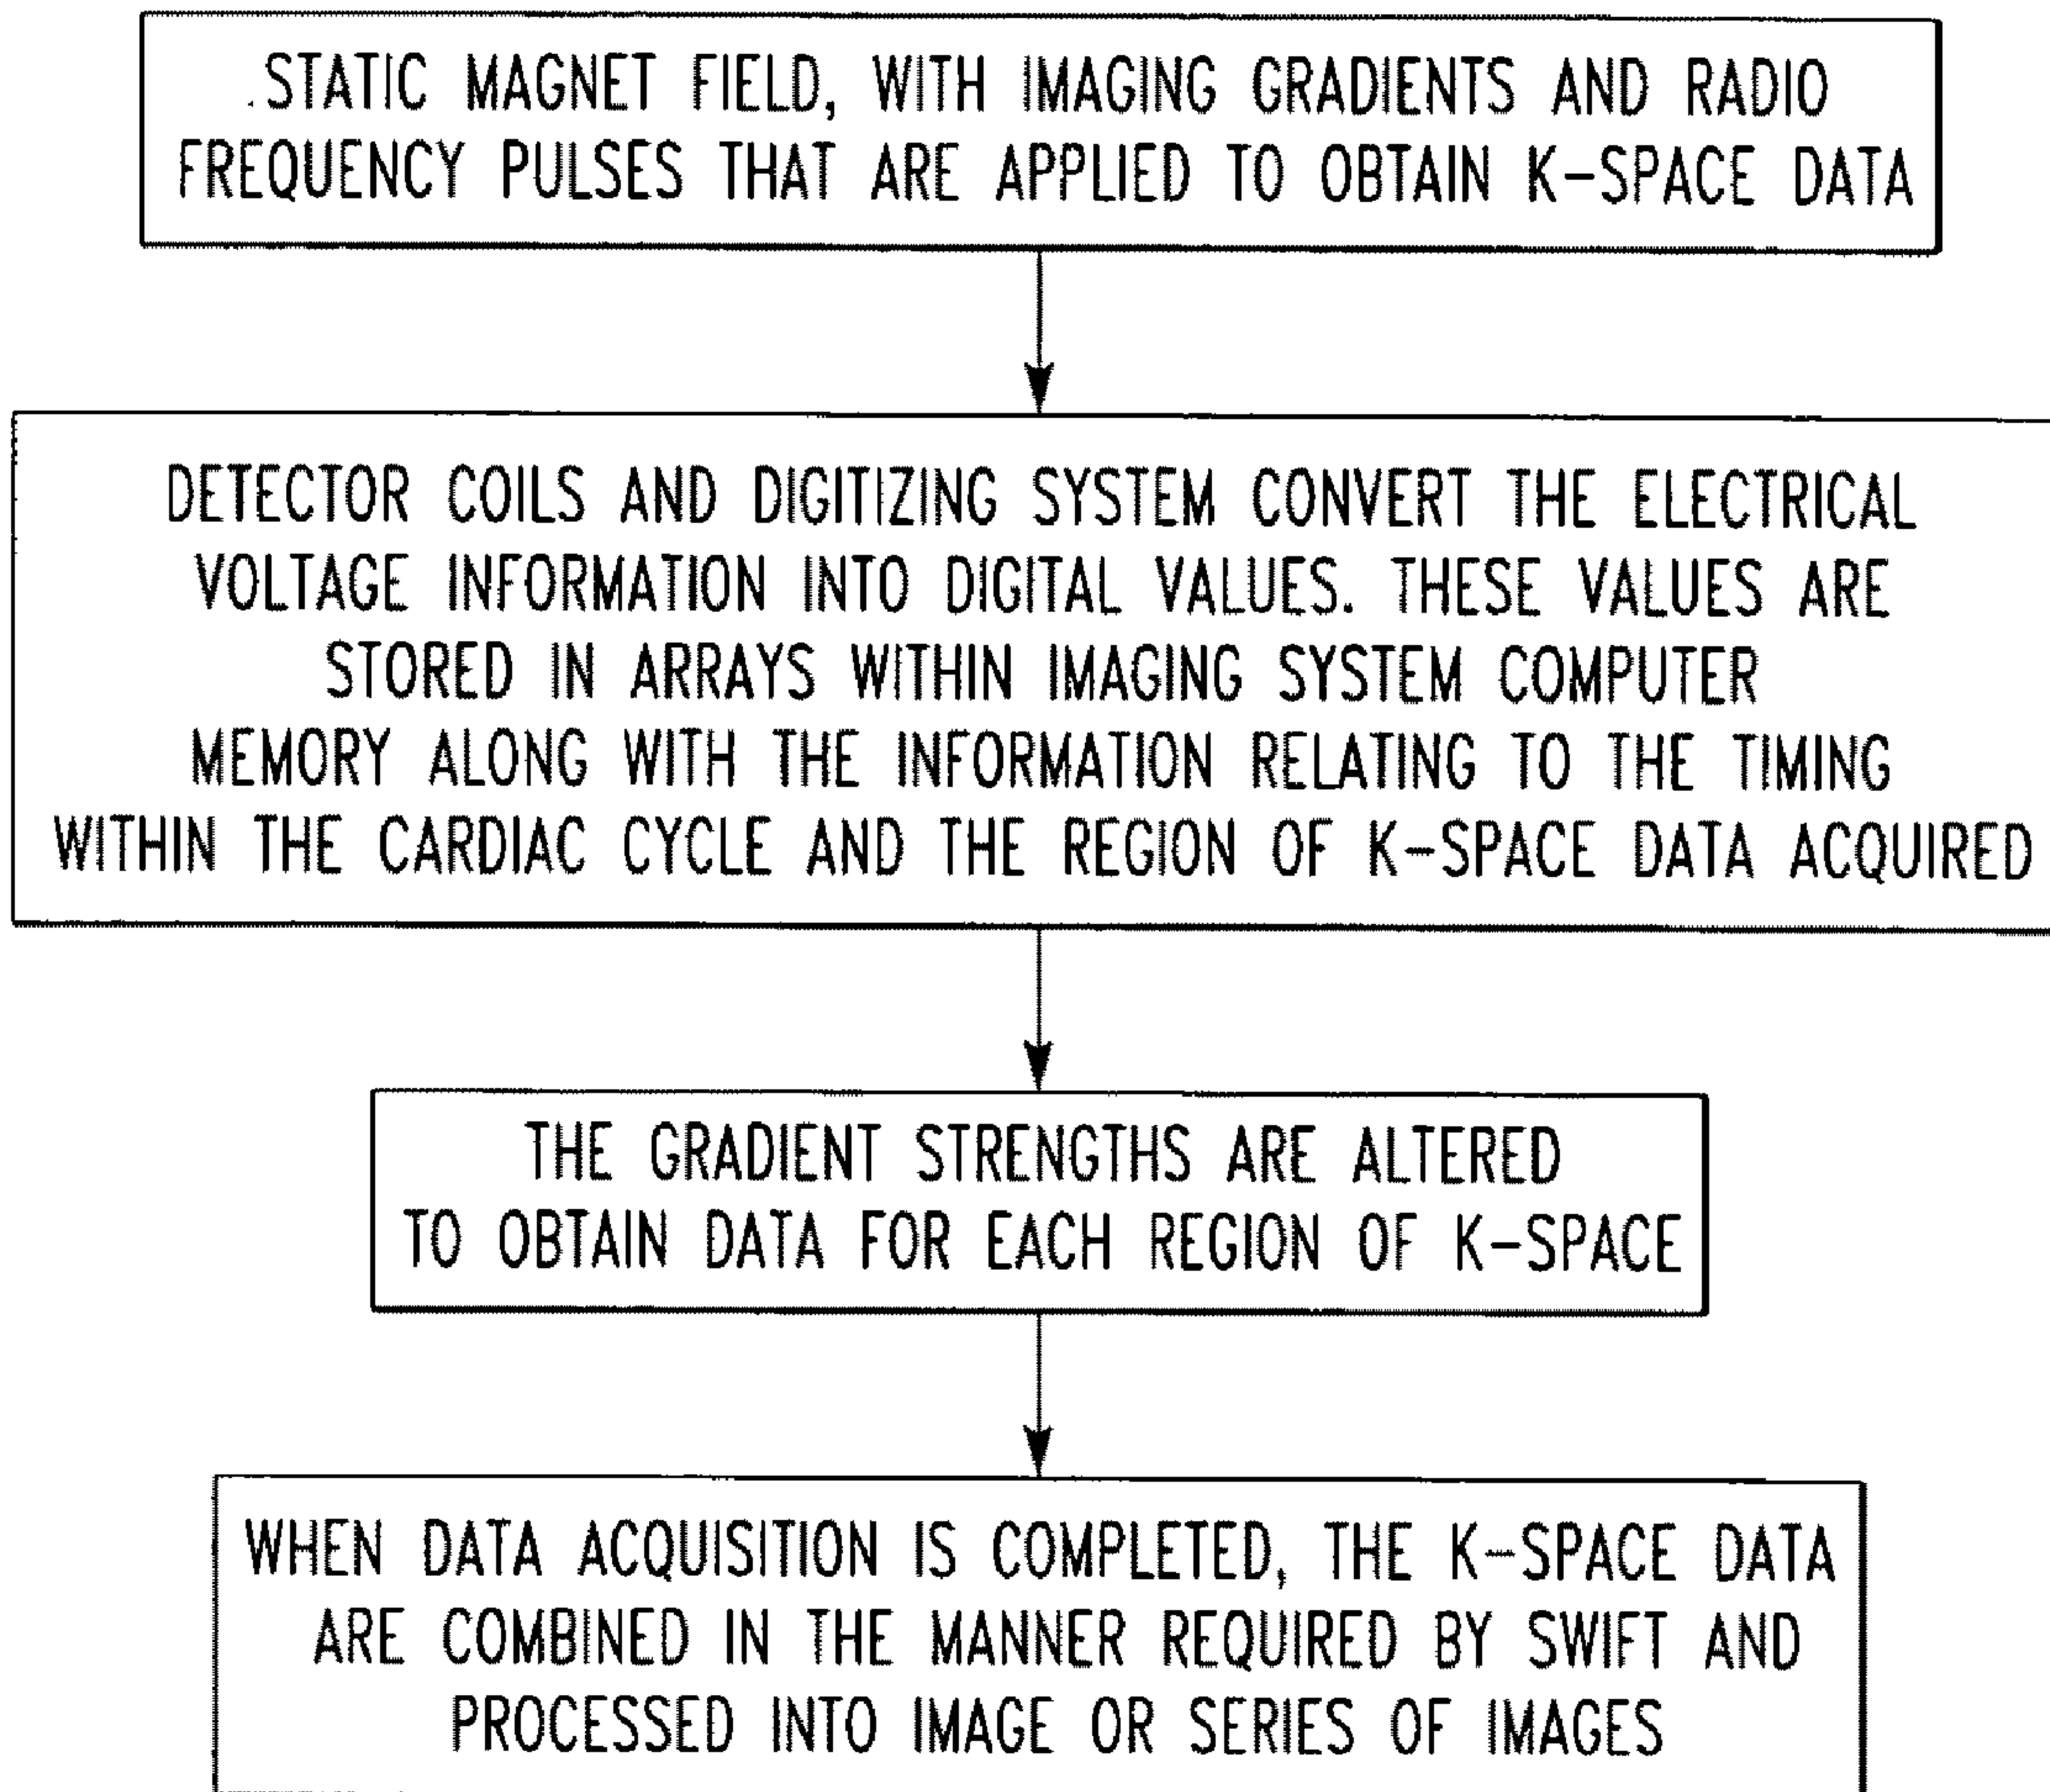 STATIC MAGNET FIELD, WITH IMAGING GRADIENTS AND RADIO
FREQUENCY PULSES THAT ARE APPLIED TO OBTAIN K-SPACE DATA
DETECTOR COILS AND DIGITIZING SYSTEM CONVERT THE ELECTRICAL
VOLTAGE INFORMATION INTO DIGITAL VALUES. THESE VALUES ARE
STORED IN ARRAYS WITHIN IMAGING SYSTEM COMPUTER
MEMORY ALONG WITH THE INFORMATION RELATING TO THE TIMING
WITHIN THE CARDIAC CYCLE AND THE REGION OF K-SPACE DATA ACQUIRED
THE GRADIENT STRENGTHS ARE ALTERED
TO OBTAIN DATA FOR EACH REGION OF K-SPACE
WHEN DATA ACQUISITION IS COMPLETED, THE K-SPACE DATA
ARE COMBINED IN THE MANNER REQUIRED BY SWIFT AND
PROCESSED INTO IMAGE OR SERIES OF IMAGES